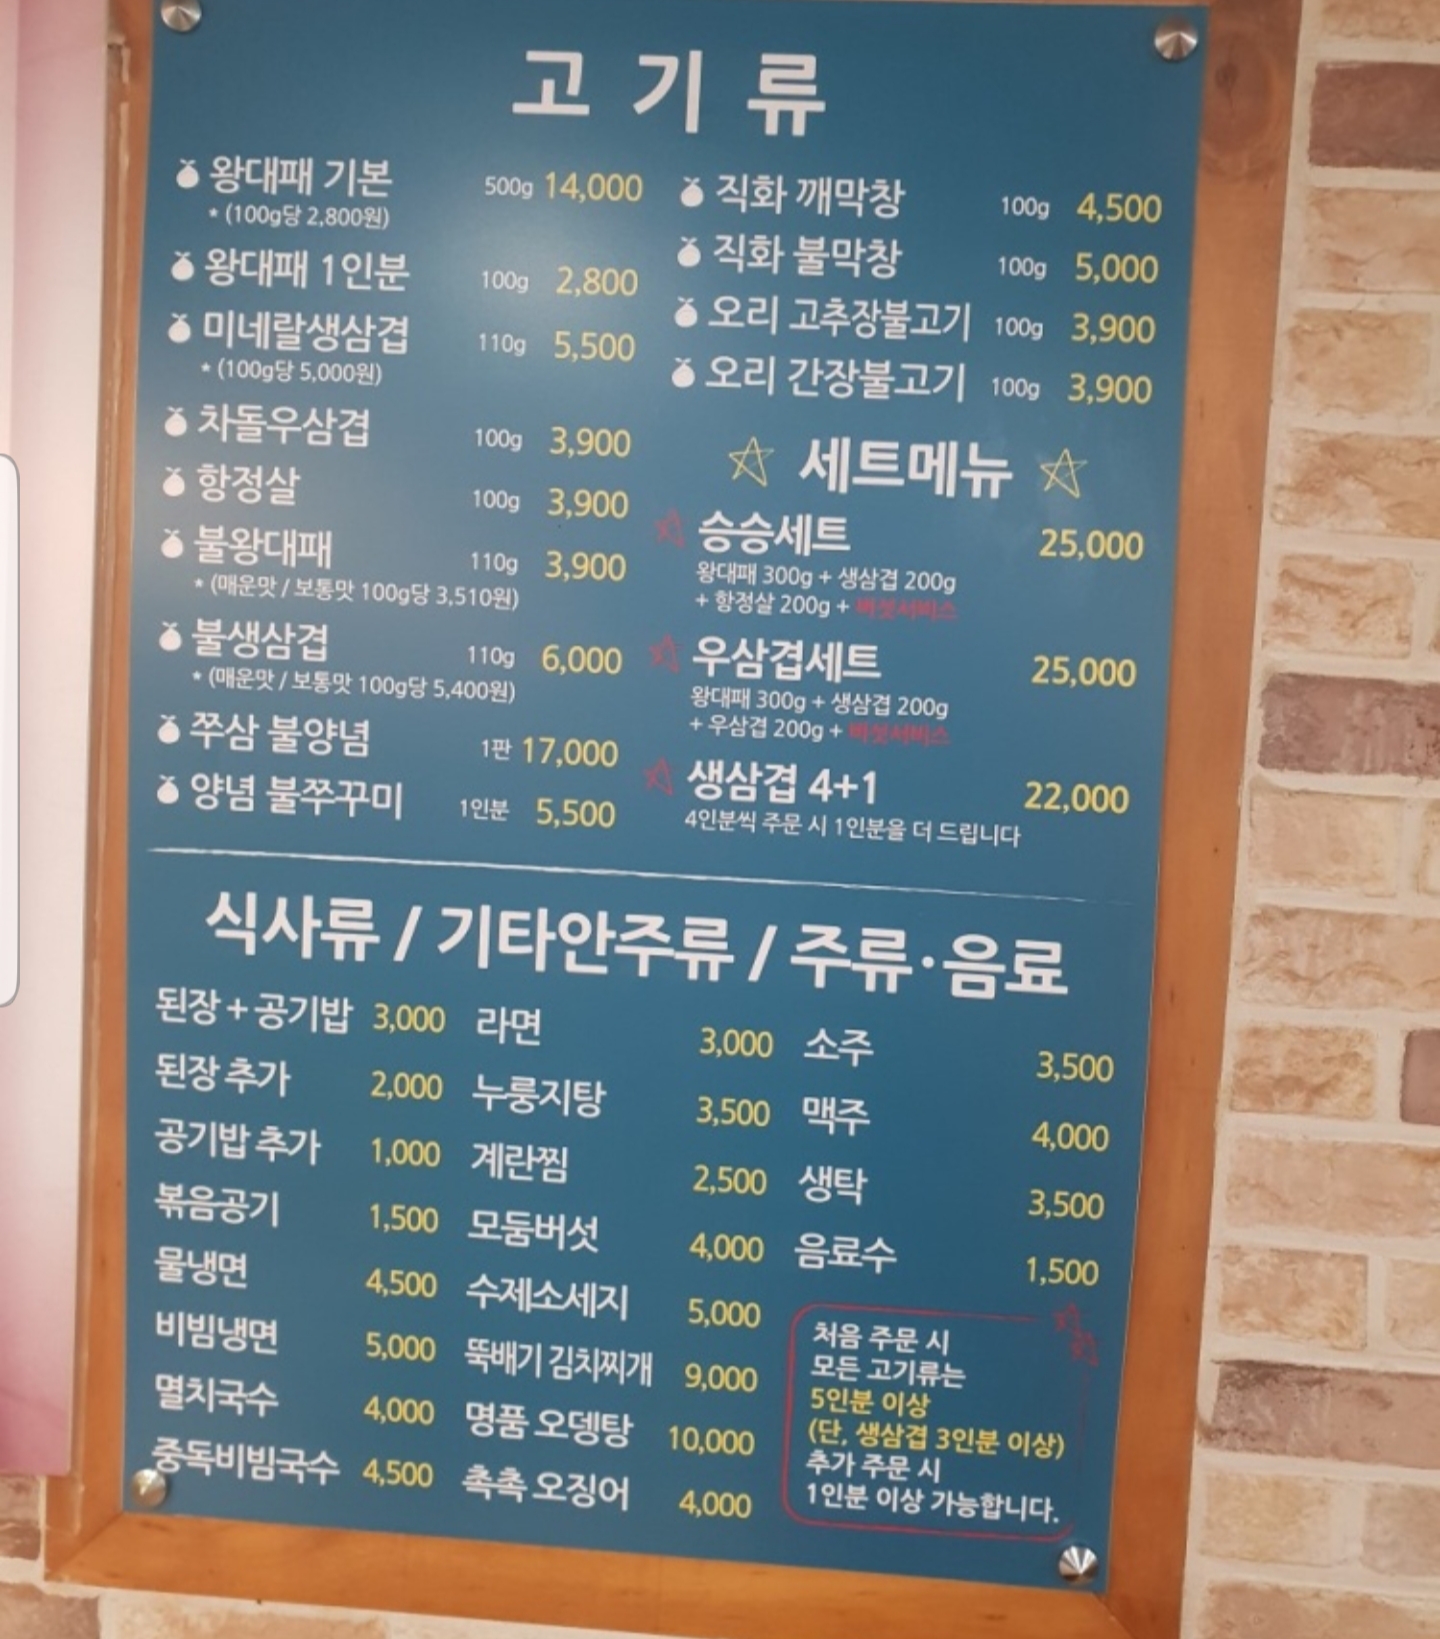 고기류
왕대패 기본 500g 14,000
* (100g당 2,800원)
왕대패 1인분 100g 2,800
미네랄생삼겹 110g 5,500
* (100g당 5,000원)
차돌우삼겹 100g 3,900
항정살 100g 3,900
불왕대패 110g 3,900
* (매운맛 / 보통맛 100g당 3,510원)
불생삼겹 110g 6,000
* (매운맛 / 보통맛 100g당 5,400원)
쭈삼 불양념 1판 17,000
양념 불쭈꾸미 1인분 5,500
직화 깨막창 100g 4,500
직화 불막창 100g 5,000
오리 고추장불고기 100g 3,900
오리 간장불고기 100g 3,900
세트메뉴
승승세트 25,000
왕대패 300g + 생삼겹 200g
+ 항정살 200g + 버섯서비스
우삼겹세트 25,000
왕대패 300g + 생삼겹 200g
+ 우삼겹 200g + 버섯서비스
생삼겹 4+1 22,000
4인분씩 주문 시 1인분을 더 드립니다
식사류 / 기타안주류 / 주류·음료
된장 + 공기밥 3,000
된장 추가 2,000
공기밥 추가 1,000
볶음공기 1,500
물냉면 4,500
비빔냉면 5,000
멸치국수 4,000
중독비빔국수 4,500
라면 3,000
누룽지탕 3,500
계란찜 2,500
모둠버섯 4,000
수제소세지 5,000
뚝배기 김치찌개 9,000
명품 오뎅탕 10,000
촉촉 오징어 4,000
소주 3,500
맥주 4,000
생탁 3,500
음료수 1,500
처음 주문 시
모든 고기류는
5인분 이상
(단, 생삼겹 3인분 이상)
추가 주문 시
1인분 이상 가능합니다.